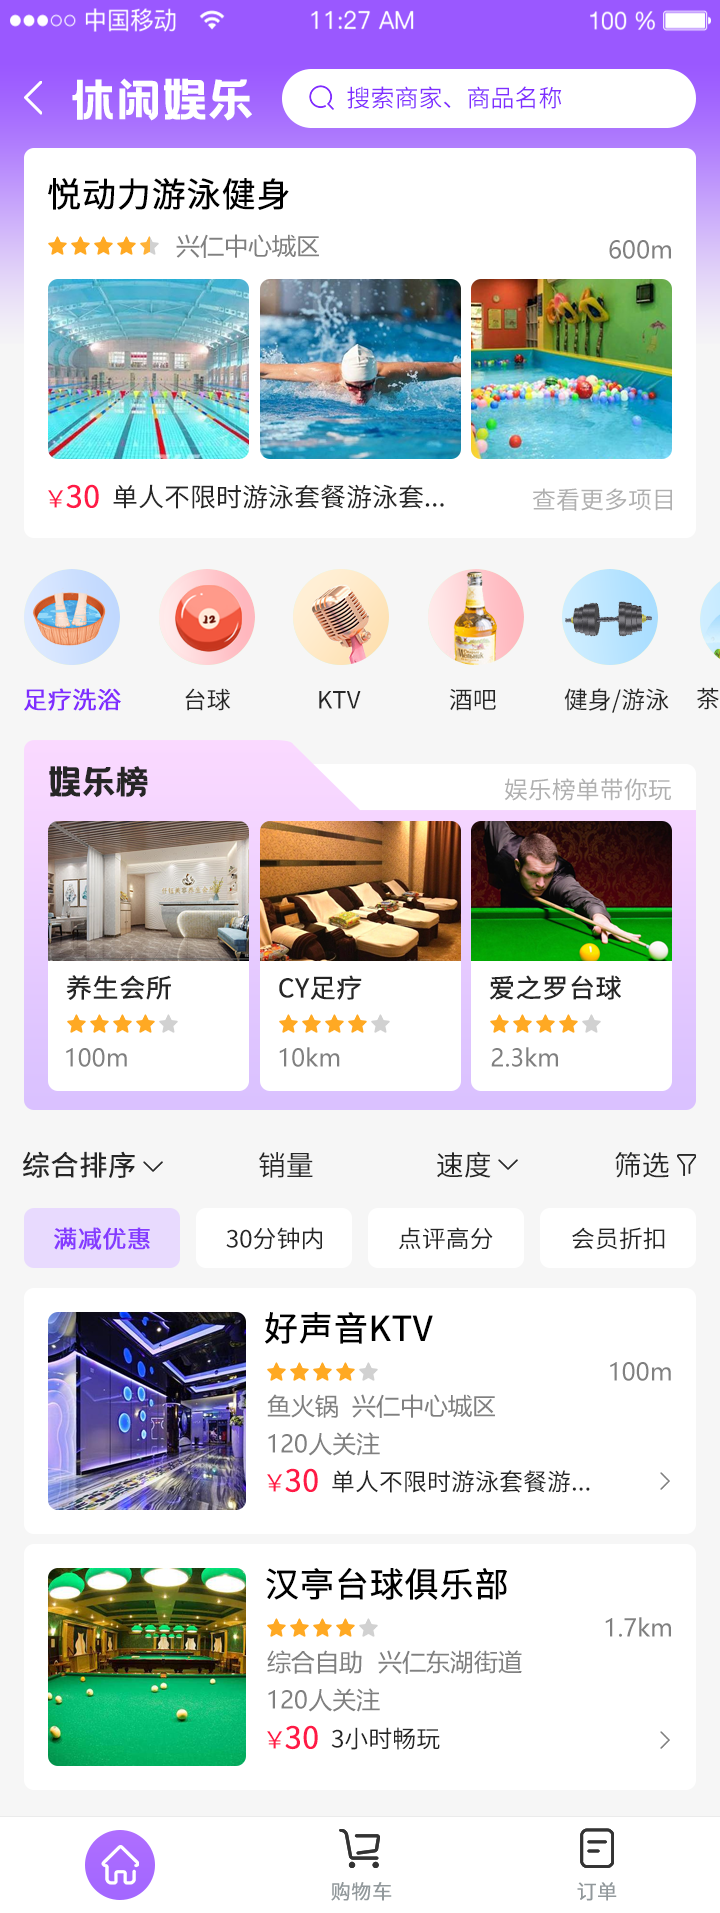 中国移动 11:27 AM 100 %
休闲娱乐 搜索商家、商品名称
悦动力游泳健身
兴仁中心城区 600m
¥30 单人不限时游泳套餐游泳套... 查看更多项目
12
足疗洗浴 台球 KTV 酒吧 健身/游泳 茶
娱乐榜 娱乐榜单带你玩
养生会所 CY足疗 爱之罗台球
100m 10km 2.3km
综合排序 销量 速度 筛选
满减优惠 30分钟内 点评高分 会员折扣
好声音KTV
100m
鱼火锅 兴仁中心城区
120人关注
¥30 单人不限时游泳套餐游...
汉亭台球俱乐部
1.7km
综合自助 兴仁东湖街道
120人关注
¥30 3小时畅玩
购物车 订单